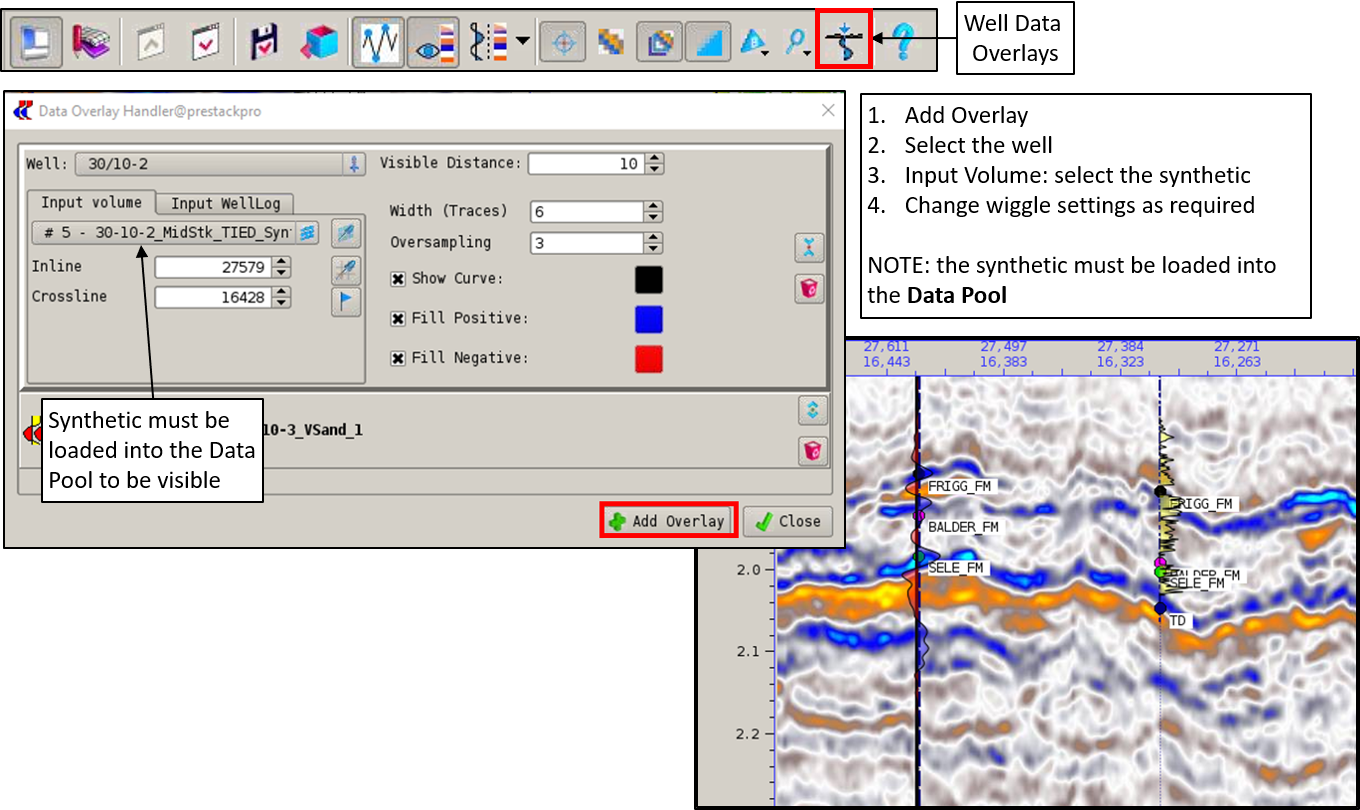 Well Data
Overlays
Data Overlay Handler@prestackpro
Well: 30/10-2
Visible Distance: 10
Input volume Input WellLog
# 5 - 30-10-2_MidStk_TIED_Syn
Inline 27579
Crossline 16428
Width (Traces) 6
Oversampling 3
Show Curve:
Fill Positive:
Fill Negative:
10-3_VSand_1
Synthetic must be
loaded into the Data
Pool to be visible
Add Overlay Close
1. Add Overlay
2. Select the well
3. Input Volume: select the synthetic
4. Change wiggle settings as required
NOTE: the synthetic must be loaded into
the Data Pool
27,611 27,497 27,384 27,271
16,443 16,383 16,323 16,263
FRIGG_FM
BALDER_FM
SELE_FM
FRIGG_FM
BALDER_FM
SELE_FM
TD
2.0
2.1
2.2